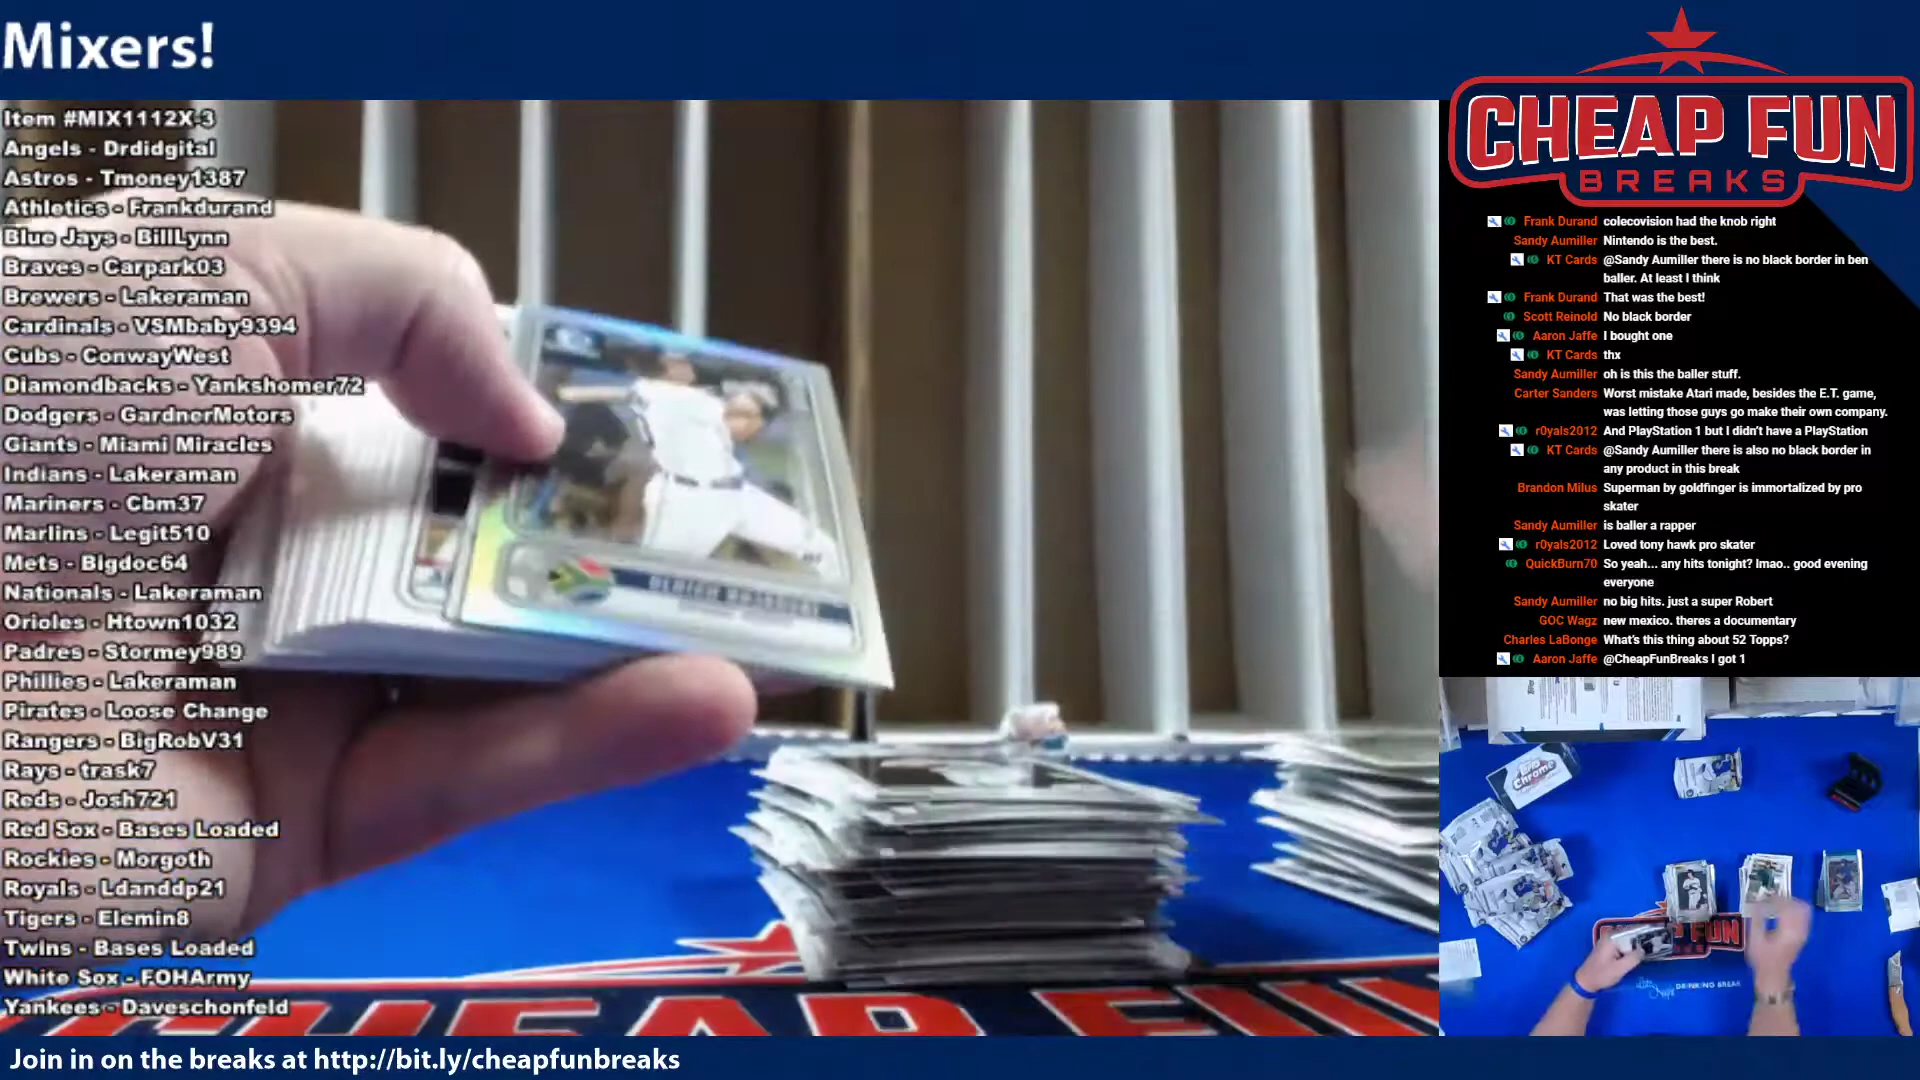 Mixers!
Item #MIX1112X-3
Angels - Drdidgital
Astros - Tmoney1387
Athletics - Frankdurand
Blue Jays - BillLynn
Braves - Carpark03
Brewers - Lakeraman
Cardinals - VSMbaby9394
Cubs - ConwayWest
Diamondbacks - Yankshomer72
Dodgers - GardnerMotors
Giants - Miami Miracles
Indians - Lakeraman
Mariners - Cbm37
Marlins - Legit510
Mets - Bigdoc64
Nationals - Lakeraman
Orioles - Htown1032
Padres - Stormey989
Phillies - Lakeraman
Pirates - Loose Change
Rangers - BigRobV31
Rays - trask7
Reds - Josh721
Red Sox - Bases Loaded
Rockies - Morgoth
Royals - Ldanddp21
Tigers - Elemin8
Twins - Bases Loaded
White Sox - FOHArmy
Yankees - Daveschonfeld
CHEAP FUN
BREAKS
Frank Durand colecovision had the knob right
Sandy Aumiller Nintendo is the best.
KT Cards @Sandy Aumiller there is no black border in ben
baller. At least I think
Frank Durand That was the best!
Scott Reinold No black border
Aaron Jaffe I bought one
KT Cards thx
Sandy Aumiller oh is this the baller stuff.
Carter Sanders Worst mistake Atari made, besides the E.T. game,
was letting those guys go make their own company.
r0yals2012 And PlayStation 1 but I didn't have a PlayStation
KT Cards @Sandy Aumiller there is also no black border in
any product in this break
Brandon Milus Superman by goldfinger is immortalized by pro
skater
Sandy Aumiller is baller a rapper
r0yals2012 Loved tony hawk pro skater
QuickBurn70 So yeah... any hits tonight? lmao.. good evening
everyone
Sandy Aumiller no big hits. just a super Robert
GOC Wagz new mexico. theres a documentary
Charles LaBonge What's this thing about 52 Topps?
Aaron Jaffe @CheapFunBreaks I got 1
Chrome
FUN
DRINKING BREAK
CHEAP FU
Join in on the breaks at http://bit.ly/cheapfunbreaks